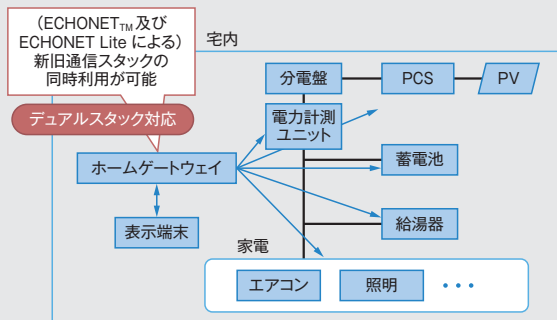 （ECHONET™ 及び
ECHONET Lite による）
新旧通信スタックの
同時利用が可能
宅内
デュアルスタック対応
分電盤
PCS
PV
電力計測
ユニット
ホームゲートウェイ
蓄電池
表示端末
給湯器
家電
エアコン
照明
・・・